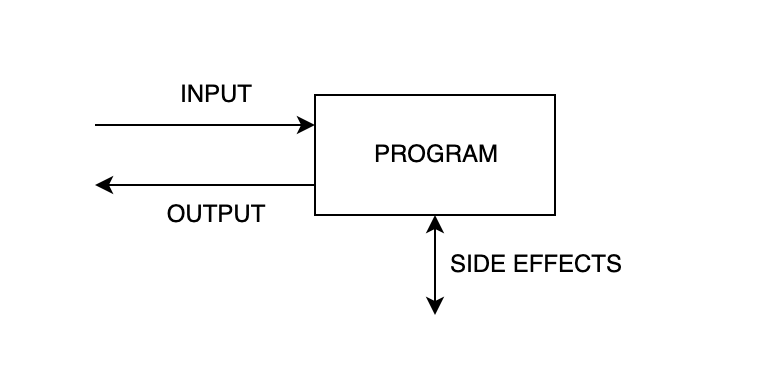 INPUT
PROGRAM
OUTPUT
SIDE EFFECTS